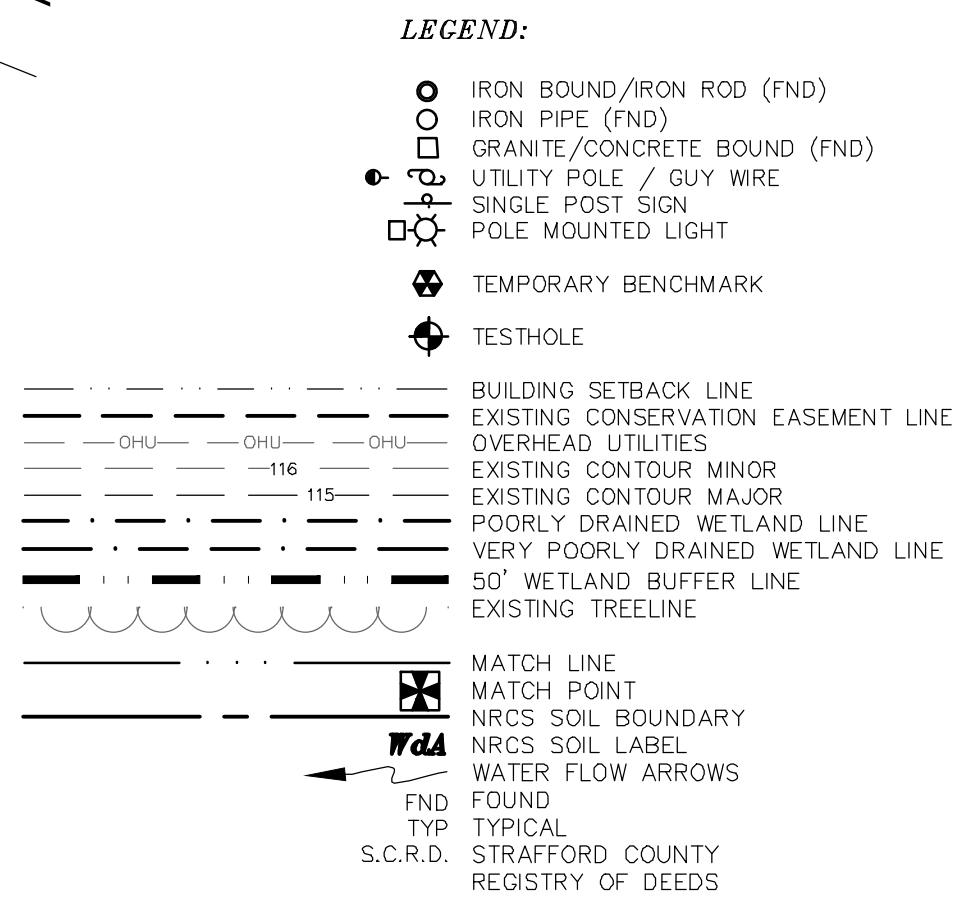 LEGEND:
IRON BOUND/IRON ROD (FND)
IRON PIPE (FND)
GRANITE/CONCRETE BOUND (FND)
UTILITY POLE / GUY WIRE
SINGLE POST SIGN
POLE MOUNTED LIGHT
TEMPORARY BENCHMARK
TESTHOLE
BUILDING SETBACK LINE
EXISTING CONSERVATION EASEMENT LINE
OHU OHU OHU OVERHEAD UTILITIES
116 EXISTING CONTOUR MINOR
115 EXISTING CONTOUR MAJOR
POORLY DRAINED WETLAND LINE
VERY POORLY DRAINED WETLAND LINE
50' WETLAND BUFFER LINE
EXISTING TREELINE
MATCH LINE
MATCH POINT
NRCS SOIL BOUNDARY
WdA NRCS SOIL LABEL
WATER FLOW ARROWS
FND FOUND
TYP TYPICAL
S.C.R.D. STRAFFORD COUNTY
REGISTRY OF DEEDS